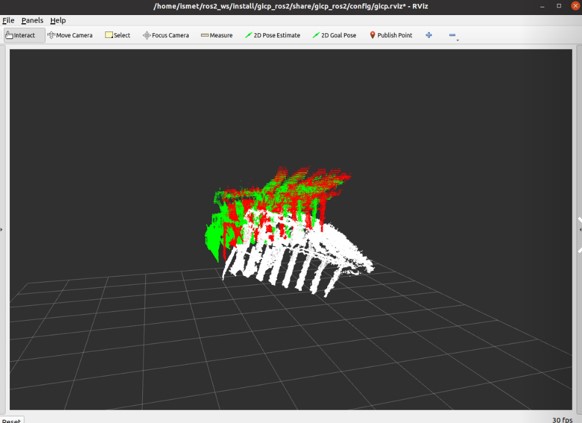 /home/ismet/ros2_ws/install/gicp_ros2/share/gicp_ros2/config/gicp.rviz* - RViz
File Panels Help
Interact Move Camera Select Focus Camera Measure 2D Pose Estimate 2D Goal Pose Publish Point
Reset 30 fps